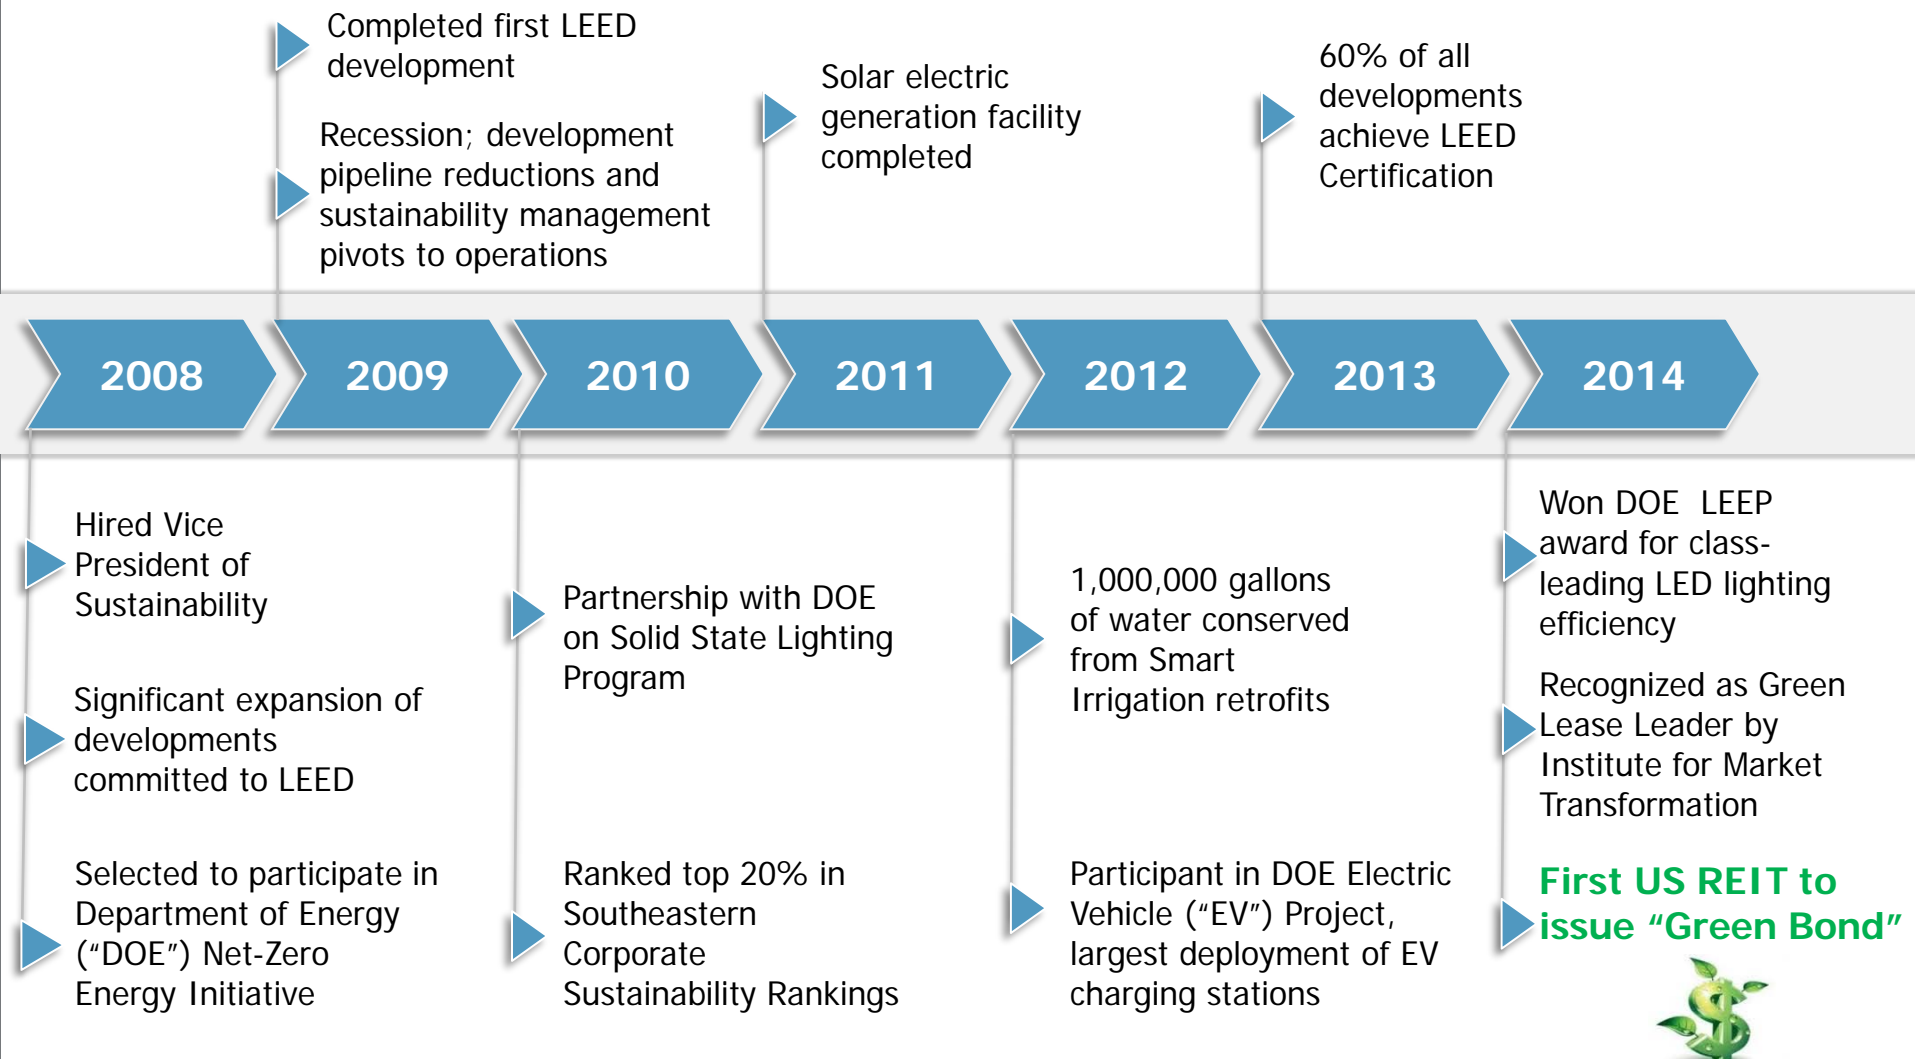 Completed first LEED
development
Recession; development
pipeline reductions and
sustainability management
pivots to operations
Solar electric
generation facility
completed
60% of all
developments
achieve LEED
Certification
2008
2009
2010
2011
2012
2013
2014
Hired Vice
President of
Sustainability
Significant expansion of
developments
committed to LEED
Selected to participate in
Department of Energy
(“DOE”) Net-Zero
Energy Initiative
Partnership with DOE
on Solid State Lighting
Program
Ranked top 20% in
Southeastern
Corporate
Sustainability Rankings
1,000,000 gallons
of water conserved
from Smart
Irrigation retrofits
Participant in DOE Electric
Vehicle (“EV”) Project,
largest deployment of EV
charging stations
Won DOE  LEEP
award for class-
leading LED lighting
efficiency
Recognized as Green
Lease Leader by
Institute for Market
Transformation
First US REIT to
issue “Green Bond”
$